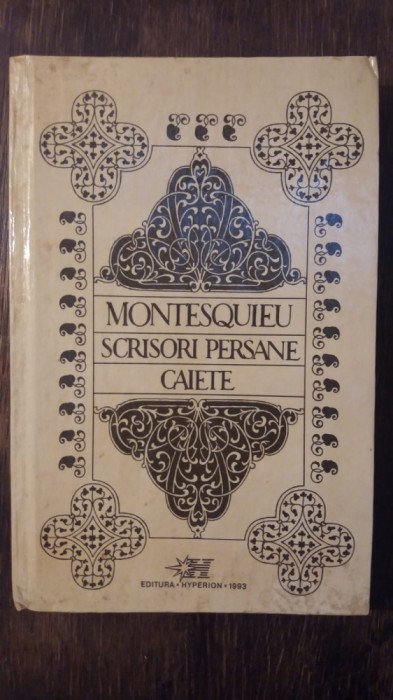 MONTESQUIEU
SCRISORI PERSANE
CAIETE
EDITURA • HYPERION • 1993